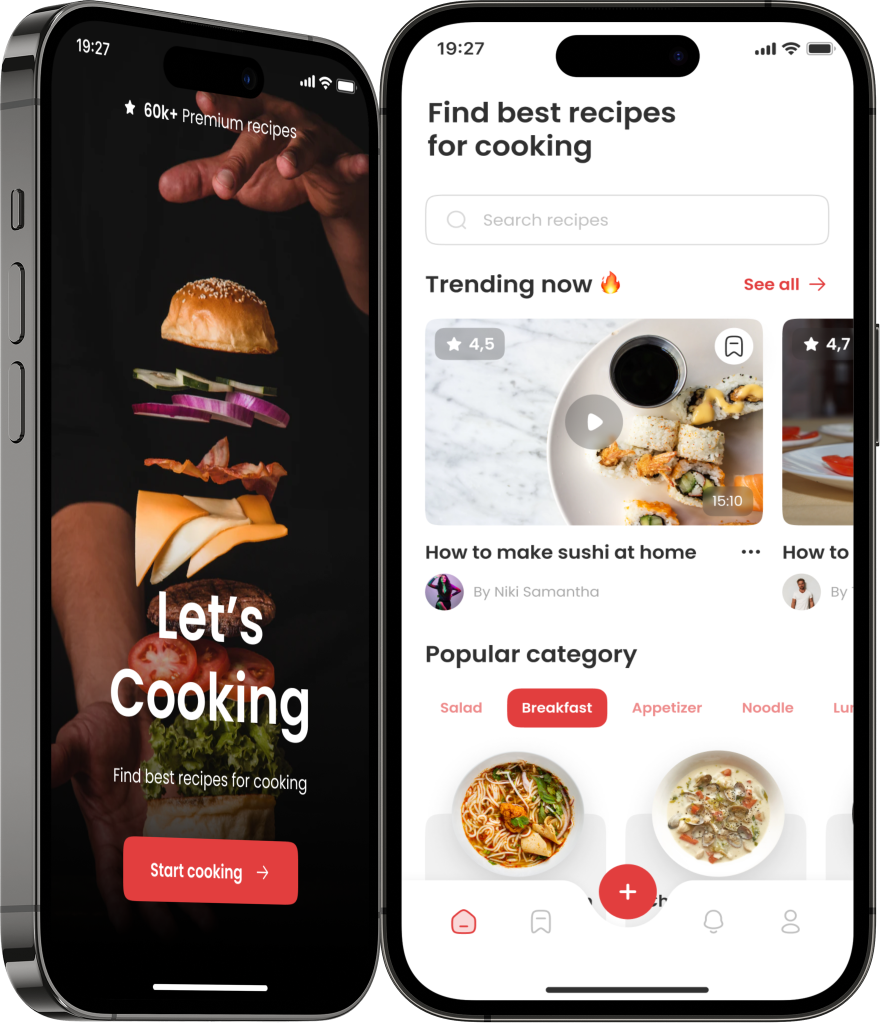 19:27
60k+ Premium recipes
Let's
Cooking
Find best recipes for cooking
Start cooking
19:27
Find best recipes
for cooking
Search recipes
Trending now 🔥
See all
4,5
4,7
15:10
How to make sushi at home
How to
By Niki Samantha
By
Popular category
Salad
Breakfast
Appetizer
Noodle